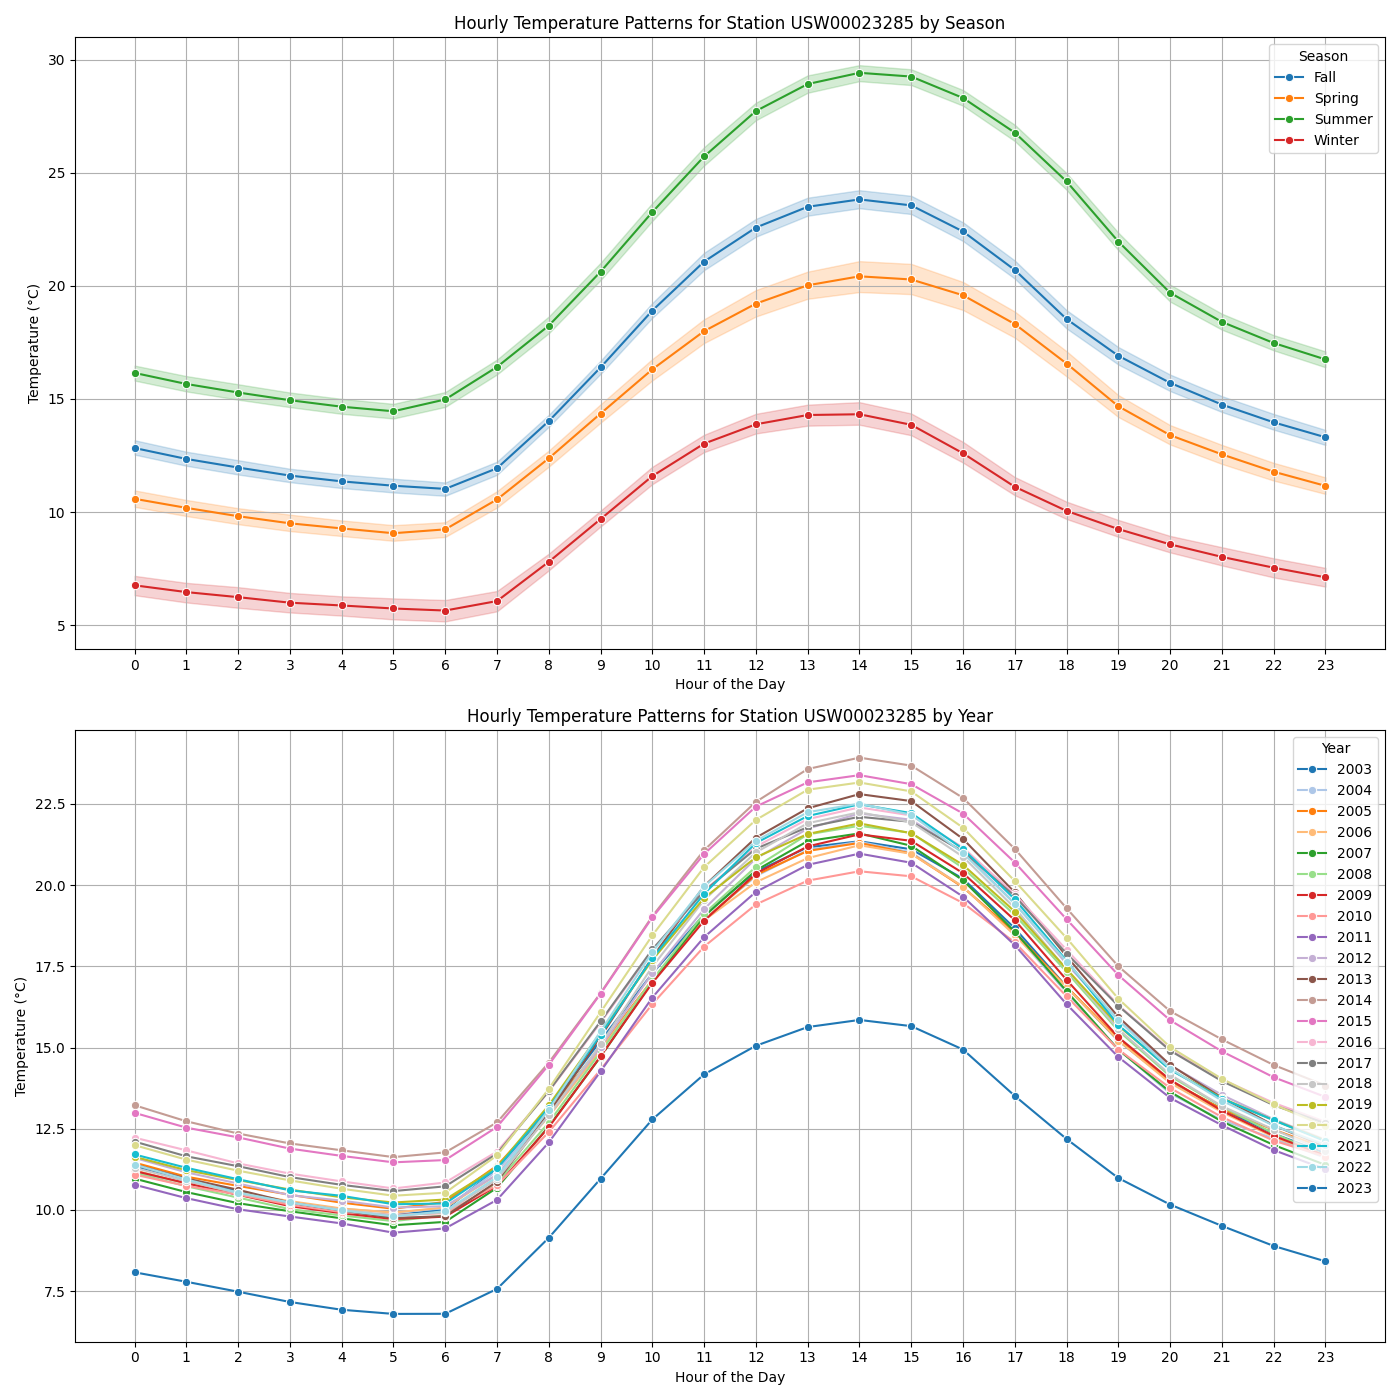 Hourly Temperature Patterns for Station USW00023285 by Season
Temperature (°C)
30
25
20
15
10
5
Season
Fall
Spring
Summer
Winter
0 1 2 3 4 5 6 7 8 9 10 11 12 13 14 15 16 17 18 19 20 21 22 23
Hour of the Day
Hourly Temperature Patterns for Station USW00023285 by Year
Temperature (°C)
22.5
20.0
17.5
15.0
12.5
10.0
7.5
Year
2003
2004
2005
2006
2007
2008
2009
2010
2011
2012
2013
2014
2015
2016
2017
2018
2019
2020
2021
2022
2023
0 1 2 3 4 5 6 7 8 9 10 11 12 13 14 15 16 17 18 19 20 21 22 23
Hour of the Day